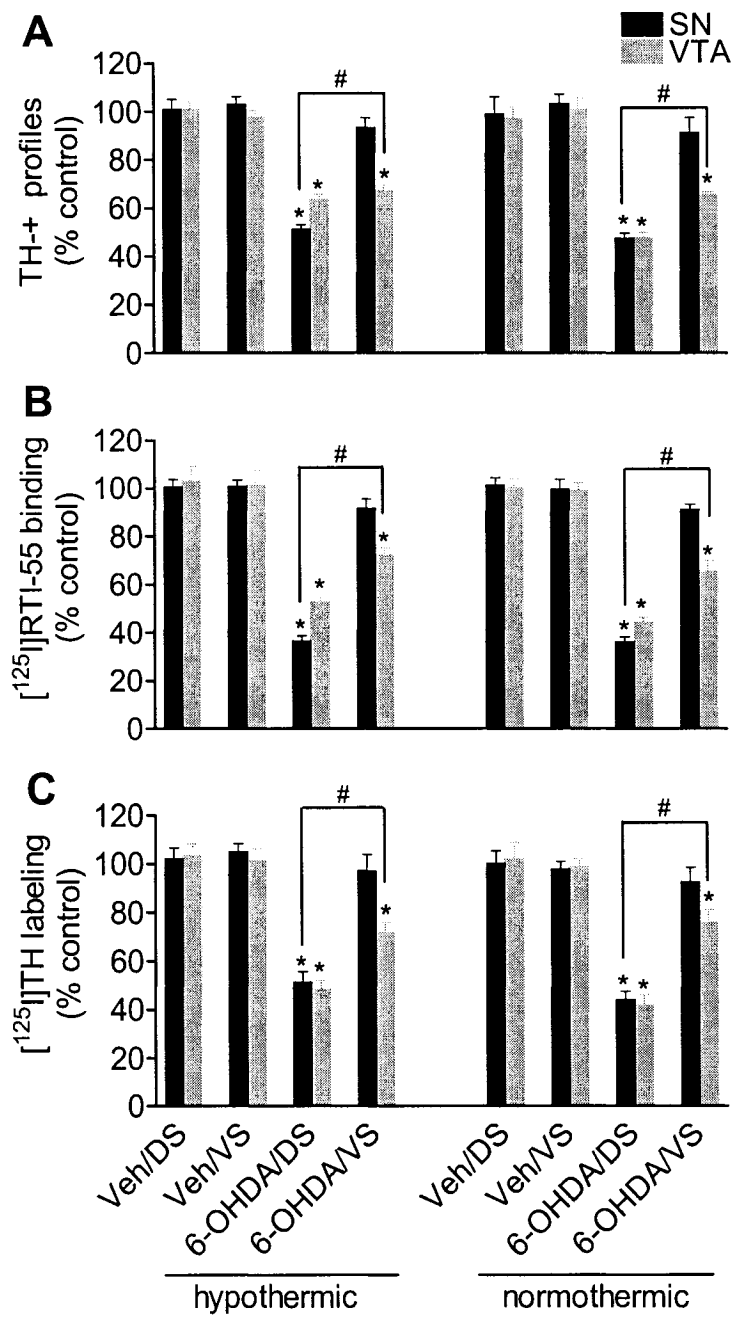 A
SN
VTA
TH-+ profiles
(% control)
120
100
80
60
40
20
0
#
* * *
#
* * *
B
[125I]RTI-55 binding
(% control)
120
100
80
60
40
20
0
#
* * *
#
* * *
C
[125I]TH labeling
(% control)
120
100
80
60
40
20
0
#
* * *
#
* * *
Veh/DS
Veh/VS
6-OHDA/DS
6-OHDA/VS
Veh/DS
Veh/VS
6-OHDA/DS
6-OHDA/VS
hypothermic
normothermic